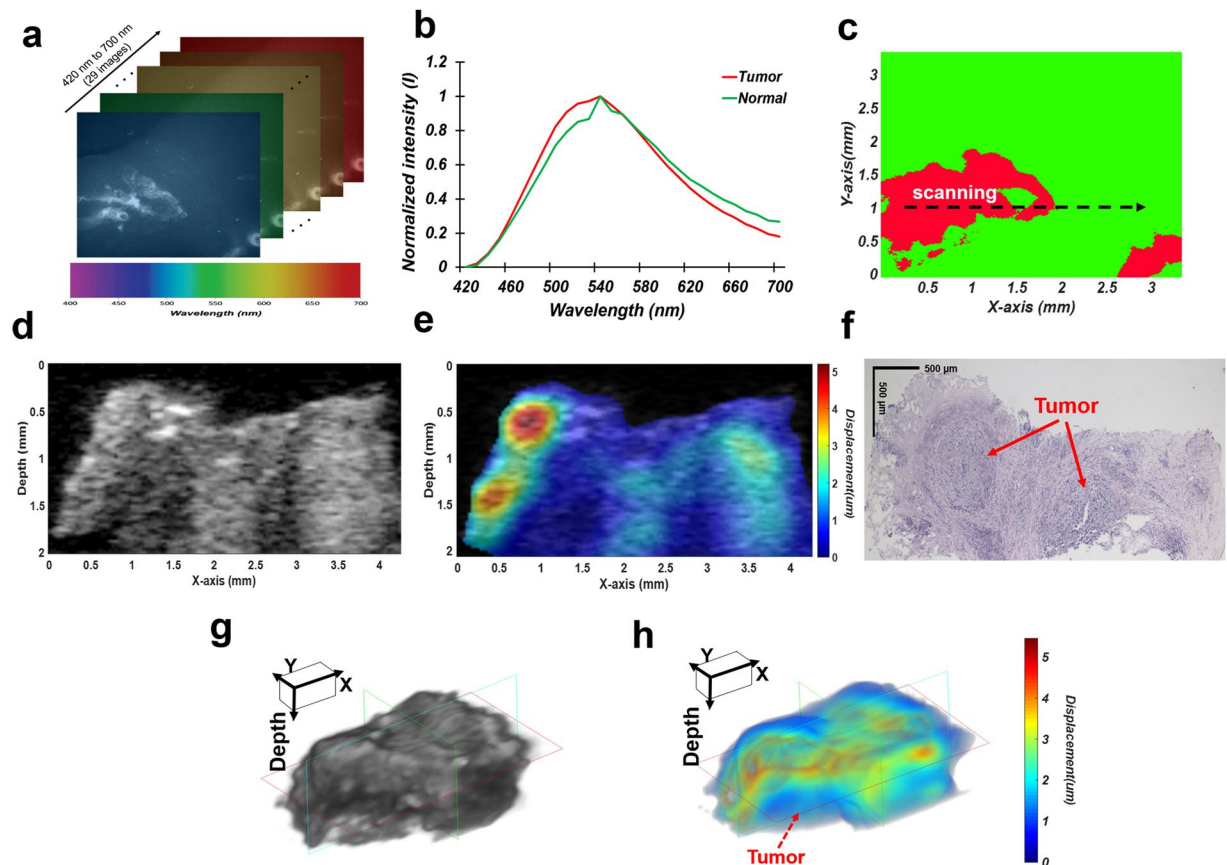 a
420 nm to 700 nm
(29 images)
400 450 500 550 600 650 700
Wavelength (nm)
b
Normalized intensity (I)
1.2
1
0.8
0.6
0.4
0.2
0
420 460 500 540 580 620 660 700
Wavelength (nm)
Tumor
Normal
c
Y-axis(mm)
3
2.5
2
1.5
1
0.5
0
scanning
0.5 1 1.5 2 2.5 3
X-axis (mm)
d
Depth (mm)
0
0.5
1
1.5
2
0 0.5 1 1.5 2 2.5 3 3.5 4
X-axis (mm)
e
Depth (mm)
0
0.5
1
1.5
2
0 0.5 1 1.5 2 2.5 3 3.5 4
X-axis (mm)
5
4
3
2
1
0
Displacement(um)
f
500 µm
500 µm
Tumor
g
Y
X
Depth
h
Y
X
Depth
Tumor
5
4
3
2
1
0
Displacement(um)